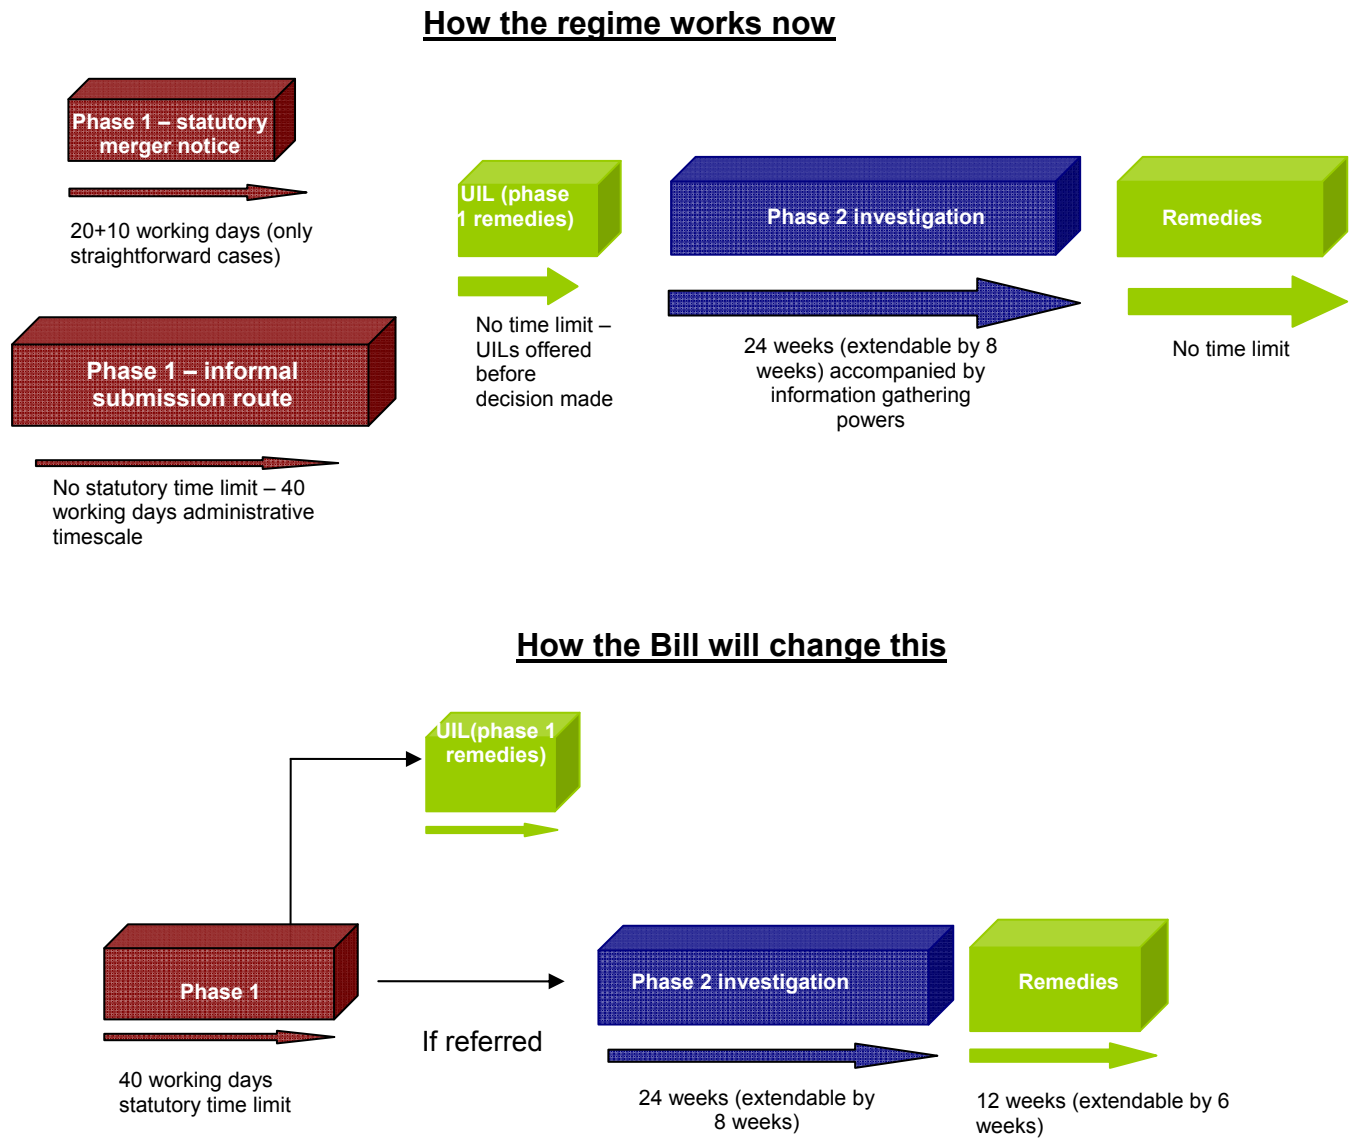 How the regime works now
Phase 1 – statutory
merger notice
20+10 working days (only
straightforward cases)
Phase 1 – informal
submission route
No statutory time limit – 40
working days administrative
timescale
UIL (phase
1 remedies)
No time limit –
UILs offered
before
decision made
Phase 2 investigation
24 weeks (extendable by 8
weeks) accompanied by
information gathering
powers
Remedies
No time limit
How the Bill will change this
UIL(phase 1
remedies)
Phase 1
40 working days
statutory time limit
If referred
Phase 2 investigation
24 weeks (extendable by
8 weeks)
Remedies
12 weeks (extendable by 6
weeks)